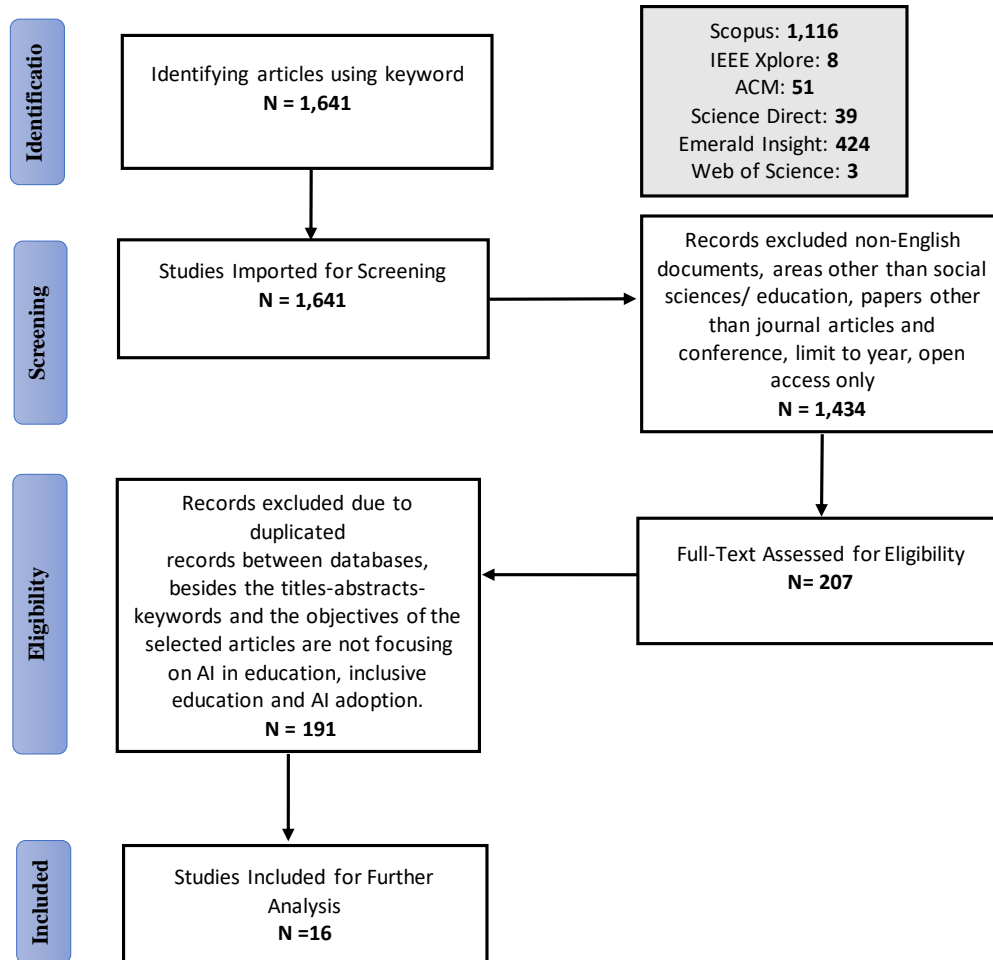 Identificatio
Identifying articles using keyword
N = 1,641
Scopus: 1,116
IEEE Xplore: 8
ACM: 51
Science Direct: 39
Emerald Insight: 424
Web of Science: 3
Screening
Studies Imported for Screening
N = 1,641
Records excluded non-English
documents, areas other than social
sciences/ education, papers other
than journal articles and
conference, limit to year, open
access only
N = 1,434
Eligibility
Records excluded due to
duplicated
records between databases,
besides the titles-abstracts-
keywords and the objectives of the
selected articles are not focusing
on AI in education, inclusive
education and AI adoption.
N = 191
Full-Text Assessed for Eligibility
N= 207
Included
Studies Included for Further
Analysis
N =16